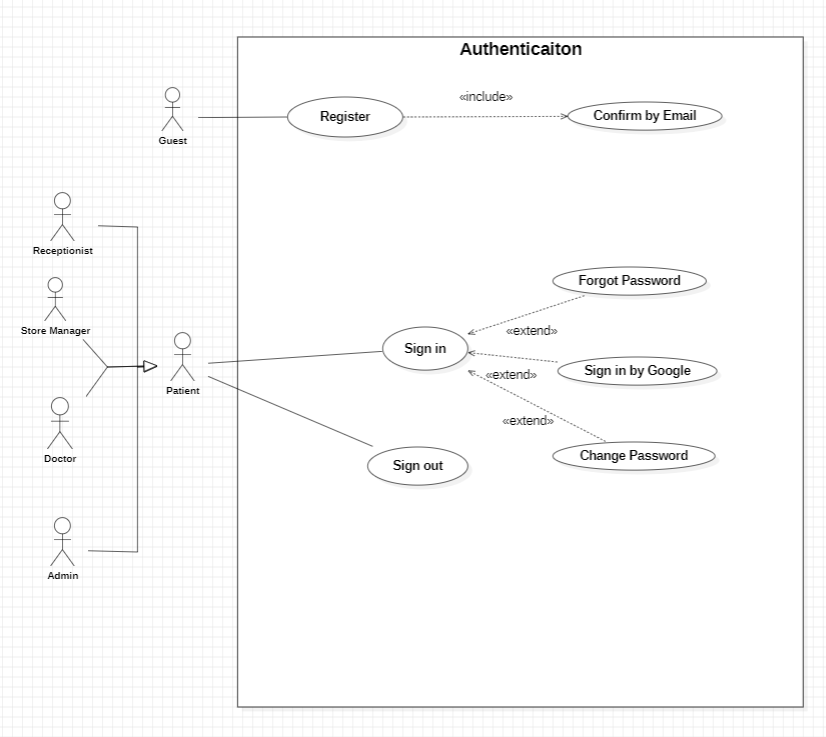 Authenticaiton
Guest
Register
«include»
Confirm by Email
Receptionist
Store Manager
Doctor
Admin
Patient
Sign in
Sign out
Forgot Password
«extend»
Sign in by Google
«extend»
«extend»
Change Password